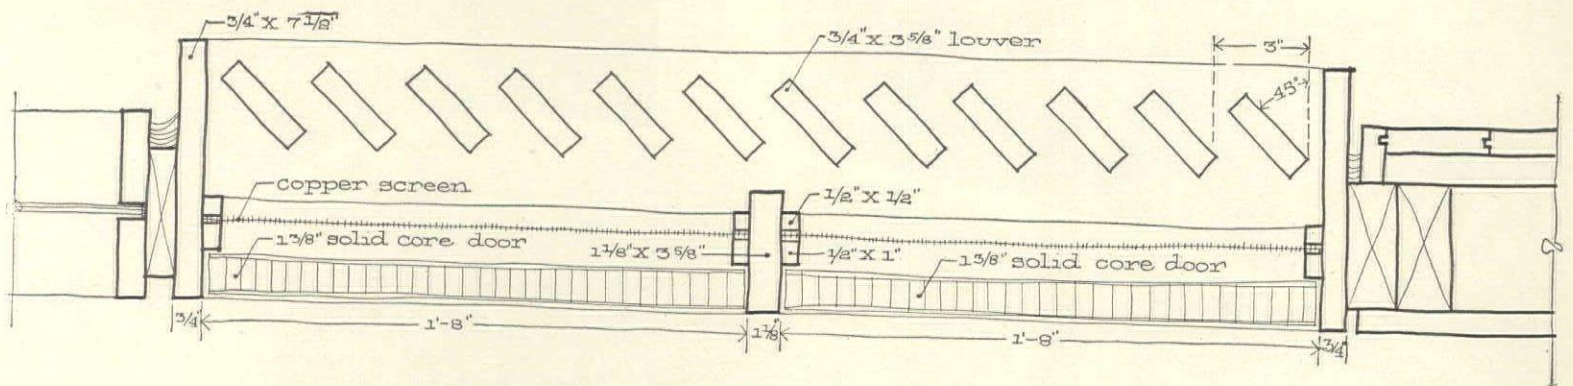 3/4" X 7 1/2"
3/4" X 3 5/8" louver
3"
45°
copper screen
1/2" X 1/2"
1 3/8" solid core door
1 1/8" X 3 5/8"
1/2" X 1"
1 3/8" solid core door
3/4"
1'-8"
1 1/8"
1'-8"
3/4"